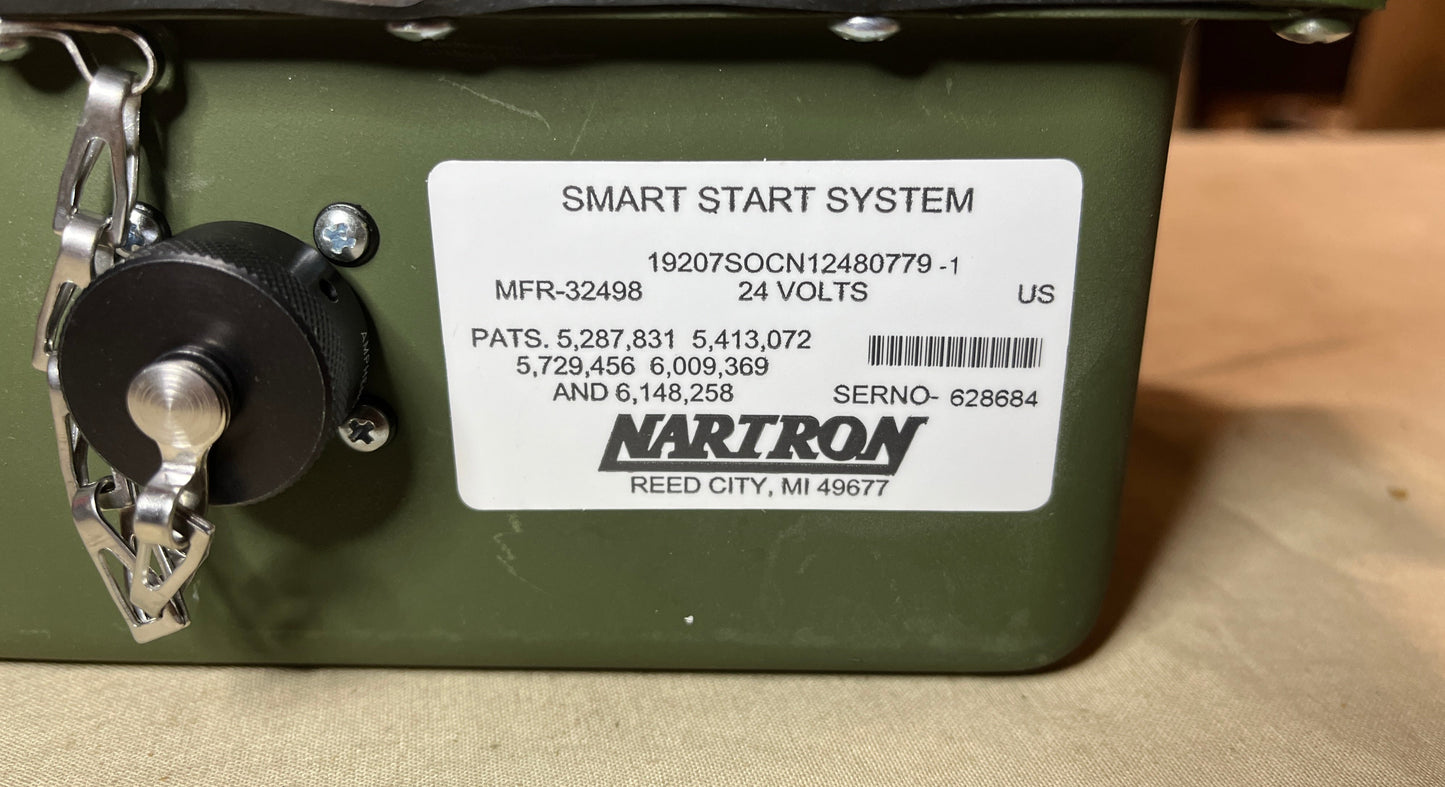 SMART START SYSTEM
19207SOCN12480779 -1
MFR-32498 24 VOLTS US
PATS. 5,287,831 5,413,072
5,729,456 6,009,369
AND 6,148,258 SERNO- 628684
NARTRON
REED CITY, MI 49677